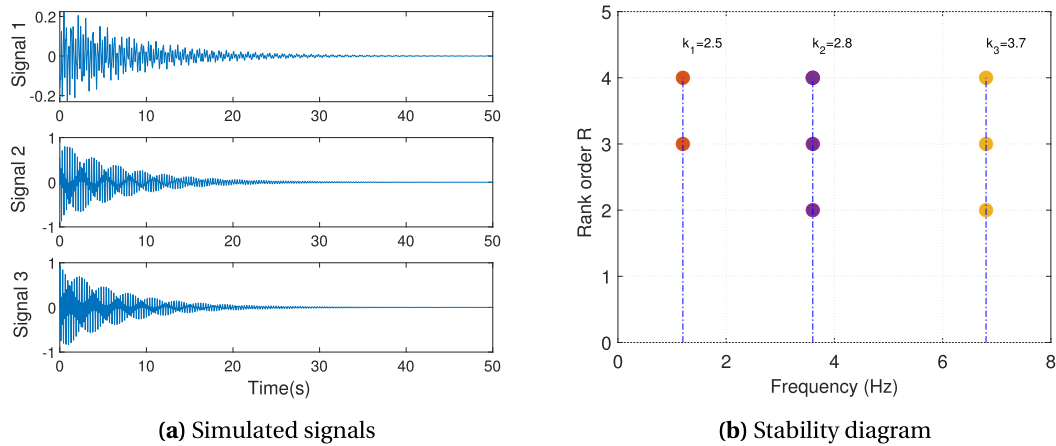 Signal 1
0.2
0
-0.2
0 10 20 30 40 50
Signal 2
1
0
-1
0 10 20 30 40 50
Signal 3
1
0
-1
0 10 20 30 40 50
Time(s)
(a) Simulated signals
Rank order R
5
4
3
2
1
0
k1=2.5 k2=2.8 k3=3.7
0 2 4 6 8
Frequency (Hz)
(b) Stability diagram